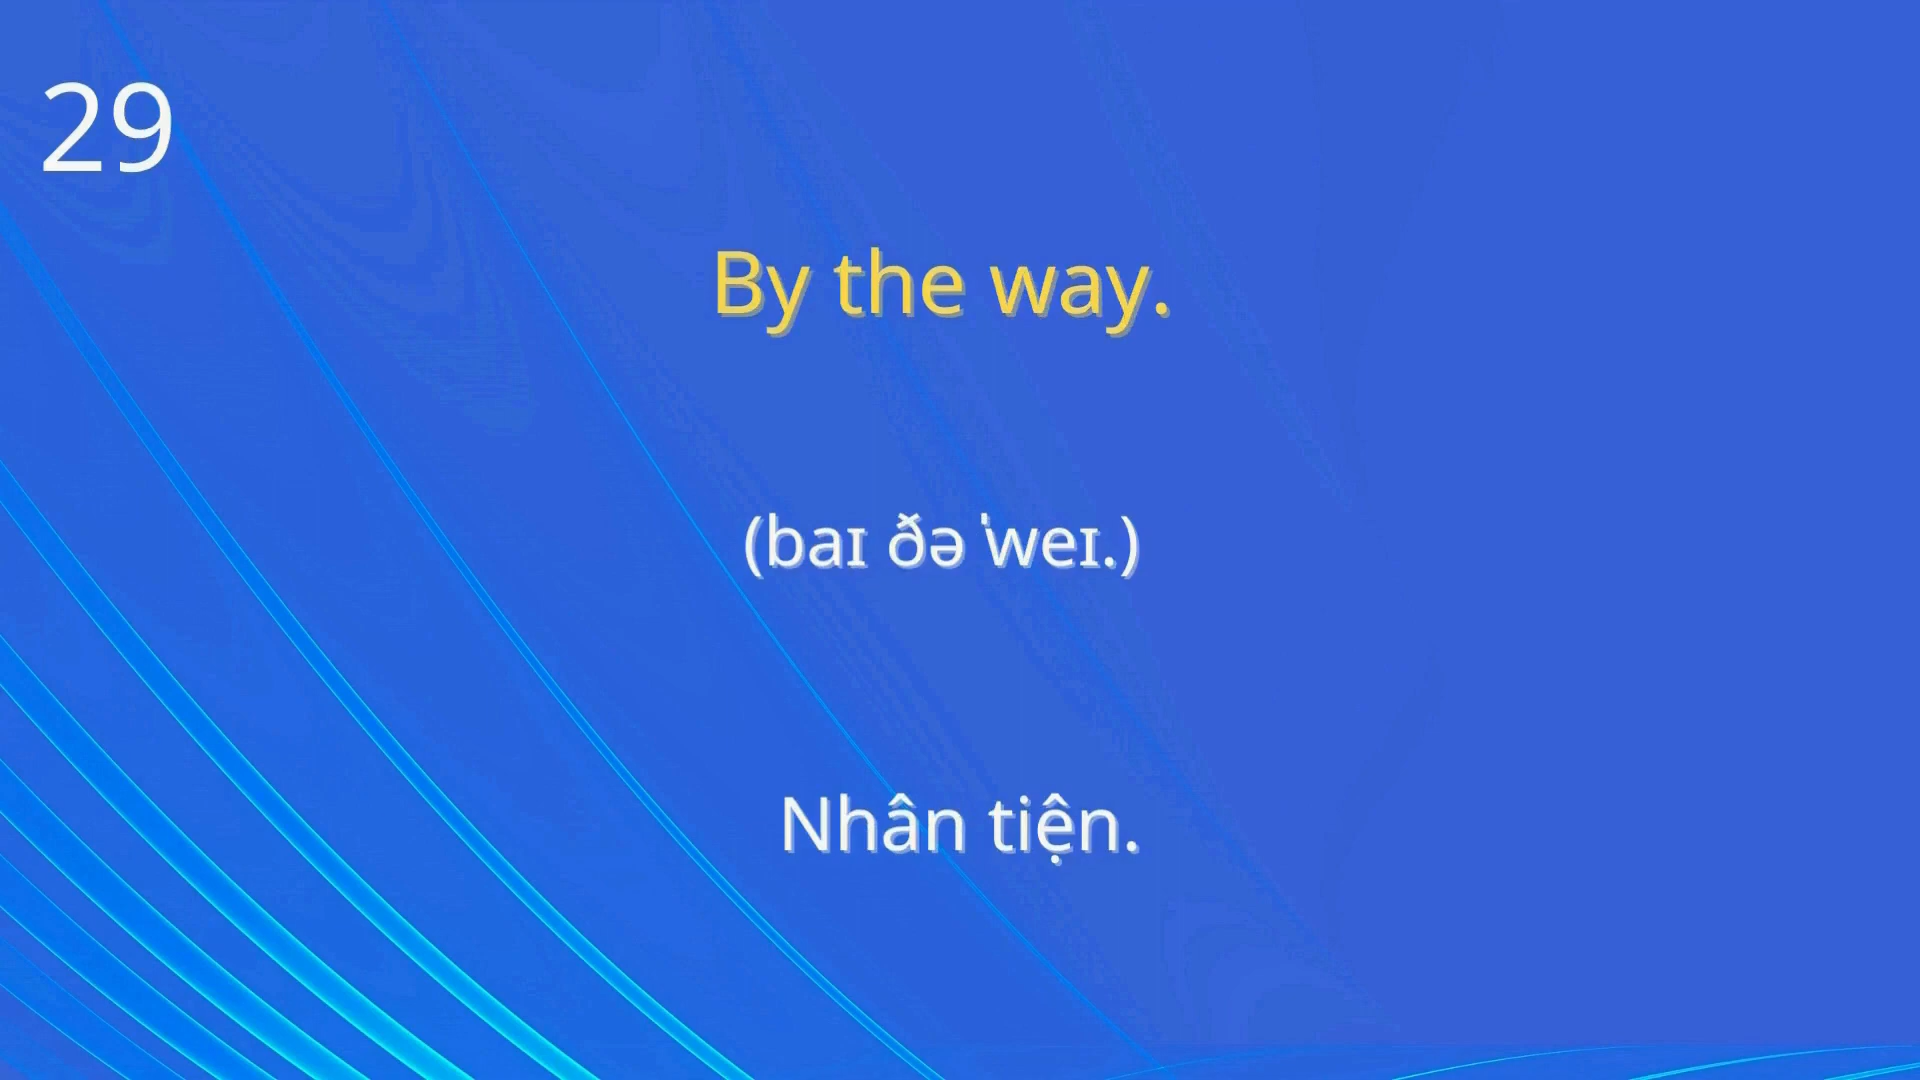 29
By the way.
(baɪ ðə ˈweɪ.)
Nhân tiện.